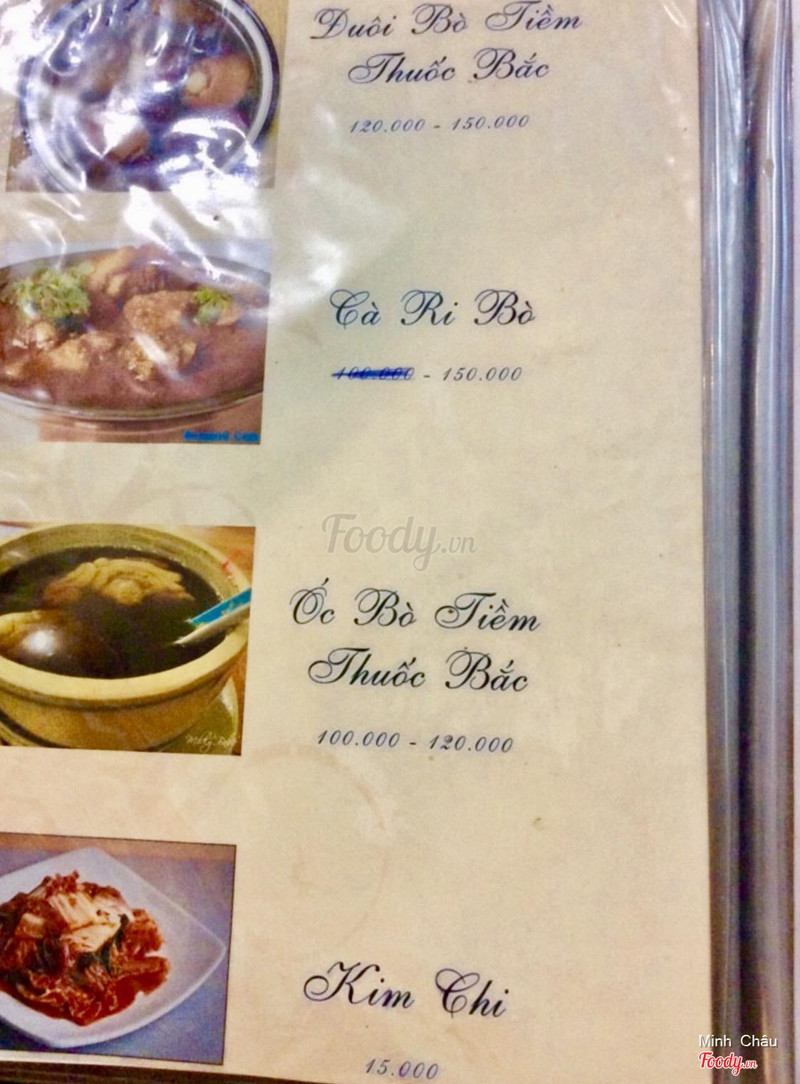 Đuôi Bò Tiềm
Thuốc Bắc
120.000 - 150.000
Cà Ri Bò
100.000 - 150.000
Foody.vn
Ốc Bò Tiềm
Thuốc Bắc
100.000 - 120.000
Kim Chi
15.000
Minh Châu
Foody.vn